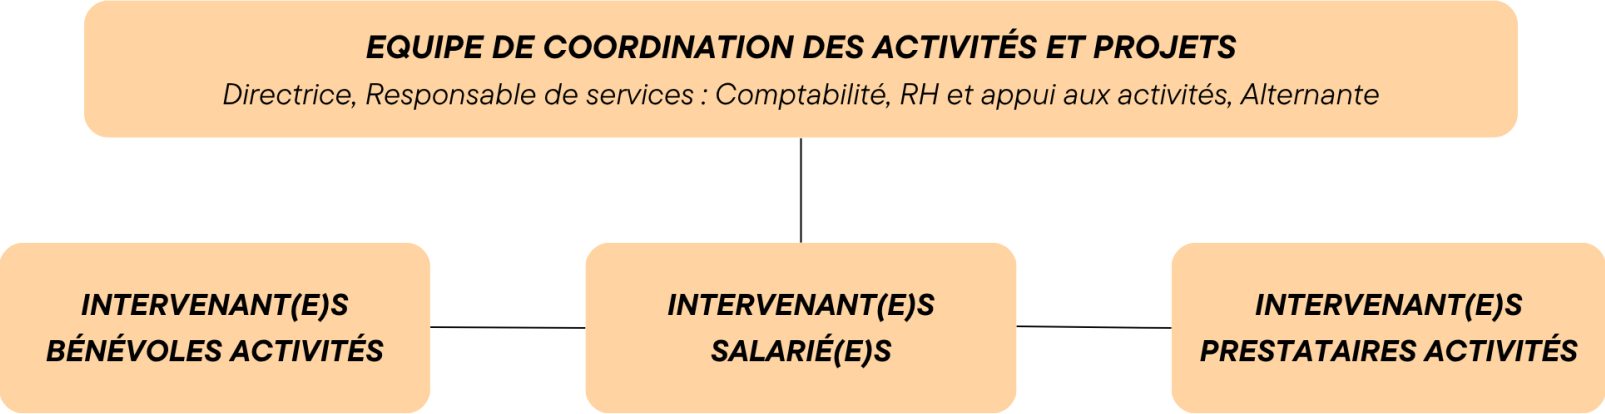 EQUIPE DE COORDINATION DES ACTIVITÉS ET PROJETS
Directrice, Responsable de services : Comptabilité, RH et appui aux activités, Alternante
INTERVENANT(E)S
BÉNÉVOLES ACTIVITÉS
INTERVENANT(E)S
SALARIÉ(E)S
INTERVENANT(E)S
PRESTATAIRES ACTIVITÉS